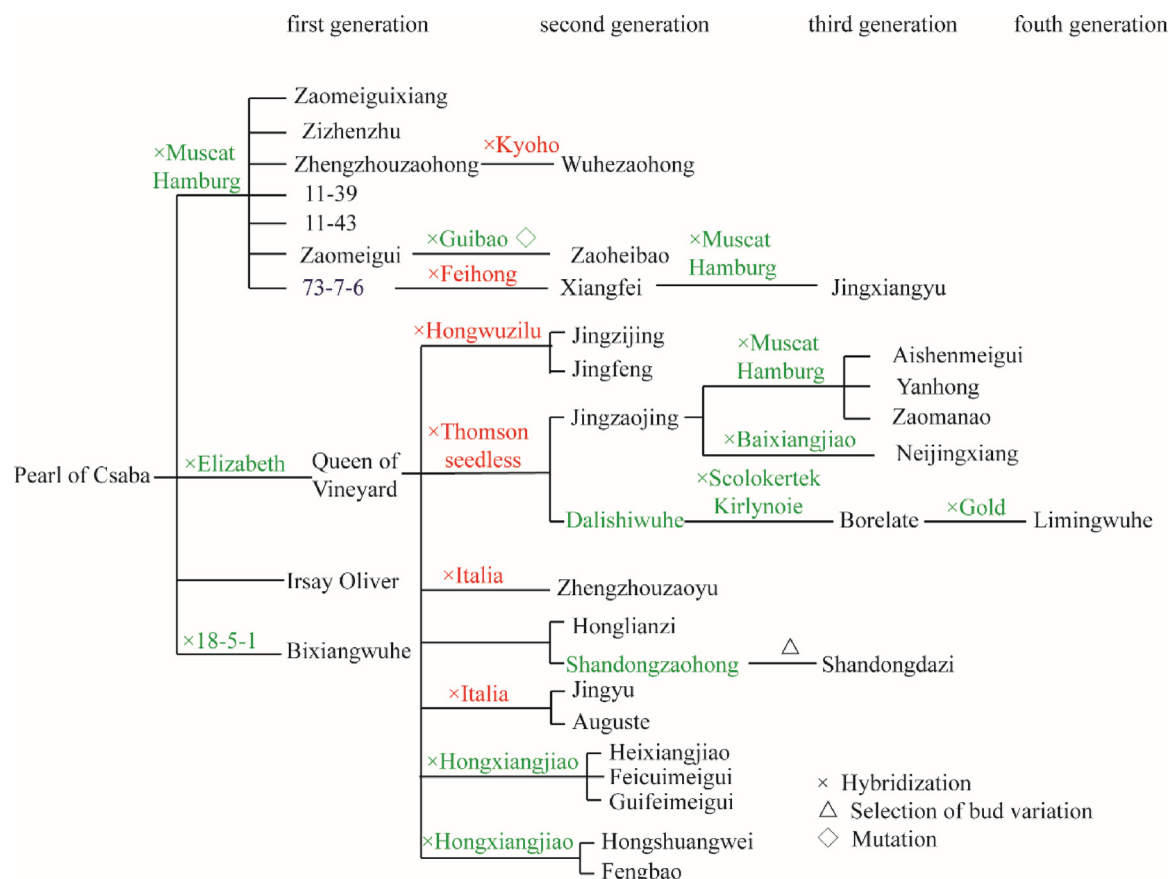 first generation second generation third generation fouth generation
Zaomeiguixiang
Zizhenzhu
×Muscat
Hamburg
Zhengzhouzaohong
×Kyoho
Wuhezaohong
11-39
11-43
Zaomeigui
×Guibao ◇
Zaoheibao
73-7-6
×Feihong
Xiangfei
×Muscat
Hamburg
Jingxiangyu
Pearl of Csaba
×Elizabeth
Queen of
Vineyard
×Hongwuzilu
Jingzijing
Jingfeng
×Thomson
seedless
Jingzaojing
×Muscat
Hamburg
Aishenmeigui
Yanhong
Zaomanao
×Baixiangjiao
Neijingxiang
Dalishiwuhe
×Scolokertek
Kirlynoie
Borelate
×Gold
Limingwuhe
Irsay Oliver
×Italia
Zhengzhouzaoyu
×18-5-1
Bixiangwuhe
Honglianzi
Shandongzaohong
△
Shandongdazi
×Italia
Jingyu
Auguste
×Hongxiangjiao
Heixiangjiao
Feicuimeigui
Guifeimeigui
×Hongxiangjiao
Hongshuangwei
Fengbao
× Hybridization
△ Selection of bud variation
◇ Mutation